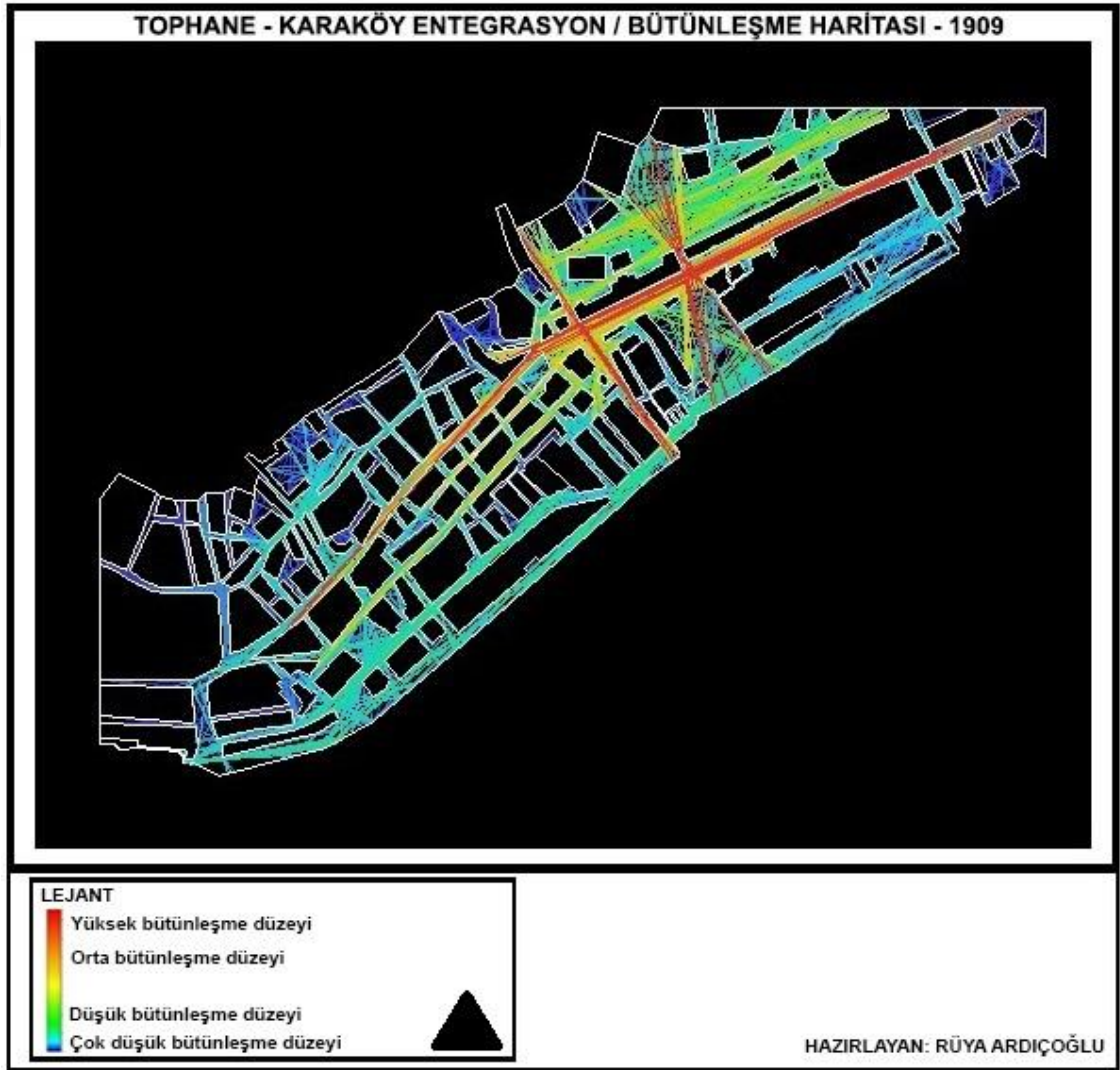 TOPHANE - KARAKÖY ENTEGRASYON / BÜTÜNLEŞME HARİTASI - 1909
LEJANT
Yüksek bütünleşme düzeyi
Orta bütünleşme düzeyi
Düşük bütünleşme düzeyi
Çok düşük bütünleşme düzeyi
HAZIRLAYAN: RÜYA ARDIÇOĞLU